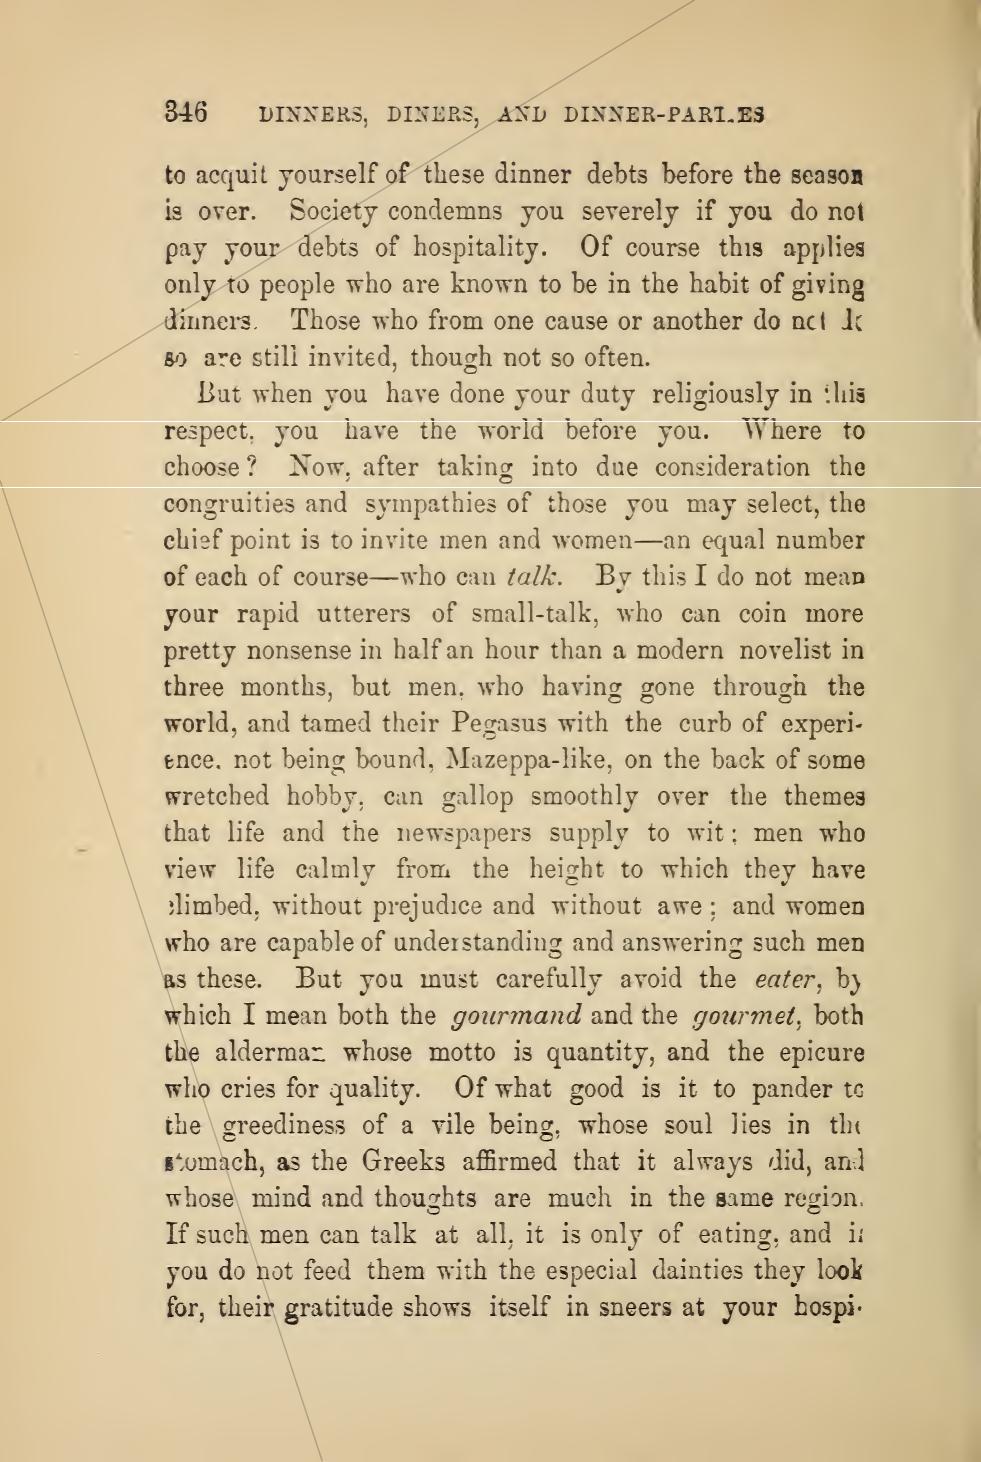 346 DINNERS, DINERS, AND DINNER-PARTIES
to acquit yourself of these dinner debts before the season
is over. Society condemns you severely if you do not
pay your debts of hospitality. Of course this applies
only to people who are known to be in the habit of giving
dinners. Those who from one cause or another do not do
so are still invited, though not so often.
But when you have done your duty religiously in this
respect, you have the world before you. Where to
choose? Now, after taking into due consideration the
congruities and sympathies of those you may select, the
chief point is to invite men and women—an equal number
of each of course—who can talk. By this I do not mean
your rapid utterers of small-talk, who can coin more
pretty nonsense in half an hour than a modern novelist in
three months, but men, who having gone through the
world, and tamed their Pegasus with the curb of experi-
ence, not being bound, Mazeppa-like, on the back of some
wretched hobby, can gallop smoothly over the themes
that life and the newspapers supply to wit; men who
view life calmly from the height to which they have
climbed, without prejudice and without awe; and women
who are capable of understanding and answering such men
as these. But you must carefully avoid the eater, by
which I mean both the gourmand and the gourmet, both
the alderman whose motto is quantity, and the epicure
who cries for quality. Of what good is it to pander to
the greediness of a vile being, whose soul lies in the
stomach, as the Greeks affirmed that it always did, and
whose mind and thoughts are much in the same region.
If such men can talk at all, it is only of eating, and if
you do not feed them with the especial dainties they look
for, their gratitude shows itself in sneers at your hospi-